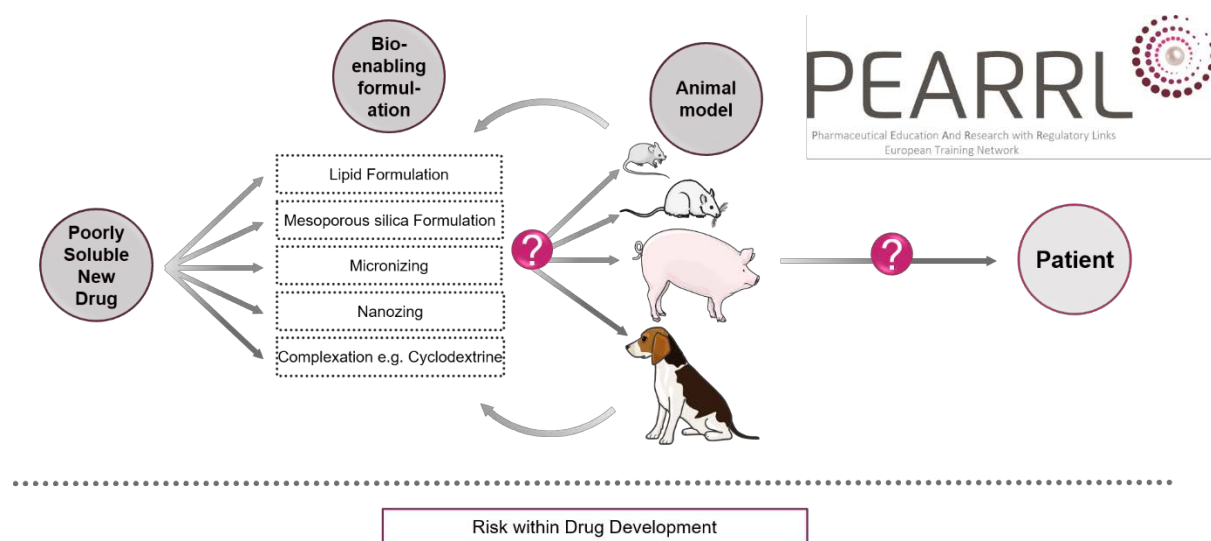 Bio-
enabling
formul-
ation
Animal
model
PEARRL
Pharmaceutical Education And Research with Regulatory Links
European Training Network
Poorly
Soluble
New
Drug
Lipid Formulation
Mesoporous silica Formulation
Micronizing
Nanozing
Complexation e.g. Cyclodextrine
?
?
Patient
Risk within Drug Development